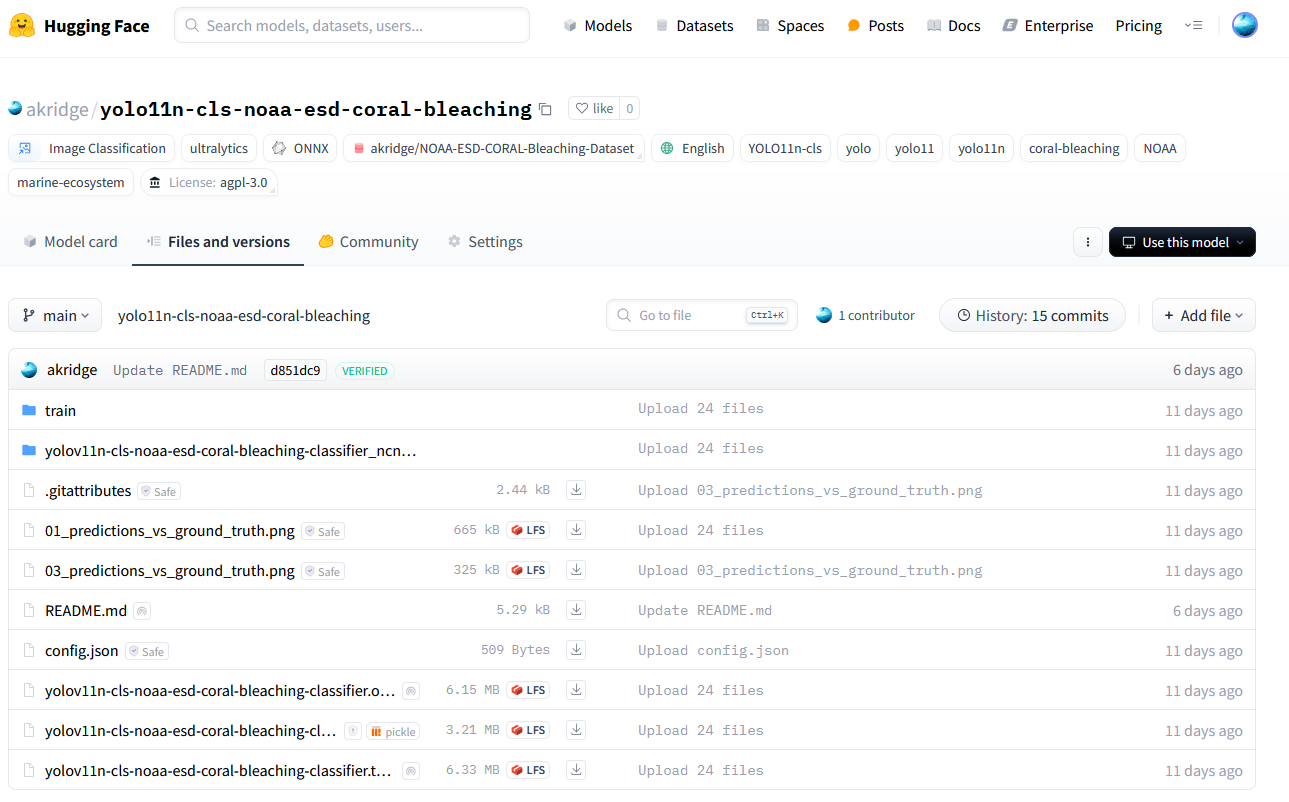 Hugging Face Search models, datasets, users... Models Datasets Spaces Posts Docs Enterprise Pricing
akridge/yolo11n-cls-noaa-esd-coral-bleaching like 0
Image Classification ultralytics ONNX akridge/NOAA-ESD-CORAL-Bleaching-Dataset English YOLO11n-cls yolo yolo11 yolo11n coral-bleaching NOAA
marine-ecosystem License: agpl-3.0
Model card Files and versions Community Settings Use this model
main yolo11n-cls-noaa-esd-coral-bleaching Go to file Ctrl+K 1 contributor History: 15 commits + Add file
akridge Update README.md d851dc9 VERIFIED 6 days ago
train Upload 24 files 11 days ago
yolov11n-cls-noaa-esd-coral-bleaching-classifier_ncn... Upload 24 files 11 days ago
.gitattributes Safe 2.44 kB Upload 03_predictions_vs_ground_truth.png 11 days ago
01_predictions_vs_ground_truth.png Safe 665 kB LFS Upload 24 files 11 days ago
03_predictions_vs_ground_truth.png Safe 325 kB LFS Upload 03_predictions_vs_ground_truth.png 11 days ago
README.md 5.29 kB Update README.md 6 days ago
config.json Safe 509 Bytes Upload config.json 11 days ago
yolov11n-cls-noaa-esd-coral-bleaching-classifier.o... 6.15 MB LFS Upload 24 files 11 days ago
yolov11n-cls-noaa-esd-coral-bleaching-cl... pickle 3.21 MB LFS Upload 24 files 11 days ago
yolov11n-cls-noaa-esd-coral-bleaching-classifier.t... 6.33 MB LFS Upload 24 files 11 days ago